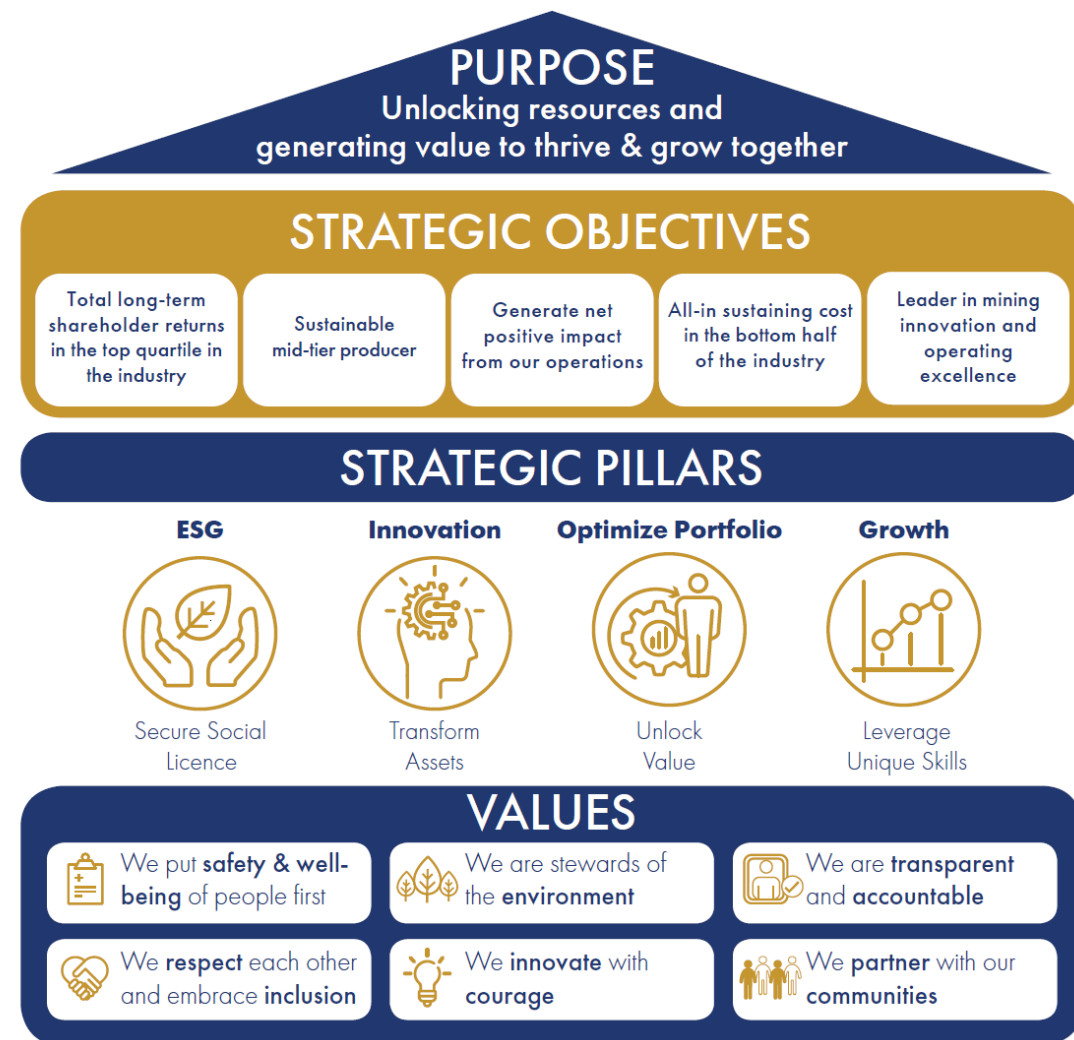 PURPOSE
Unlocking resources and
generating value to thrive & grow together
STRATEGIC OBJECTIVES
Total long-term
shareholder returns
in the top quartile in
the industry
Sustainable
mid-tier producer
Generate net
positive impact
from our operations
All-in sustaining cost
in the bottom half
of the industry
Leader in mining
innovation and
operating
excellence
STRATEGIC PILLARS
ESG
Secure Social
Licence
Innovation
Transform
Assets
Optimize Portfolio
Unlock
Value
Growth
Leverage
Unique Skills
VALUES
We put safety & well-
being of people first
We are stewards of
the environment
We are transparent
and accountable
We respect each other
and embrace inclusion
We innovate with
courage
We partner with our
communities